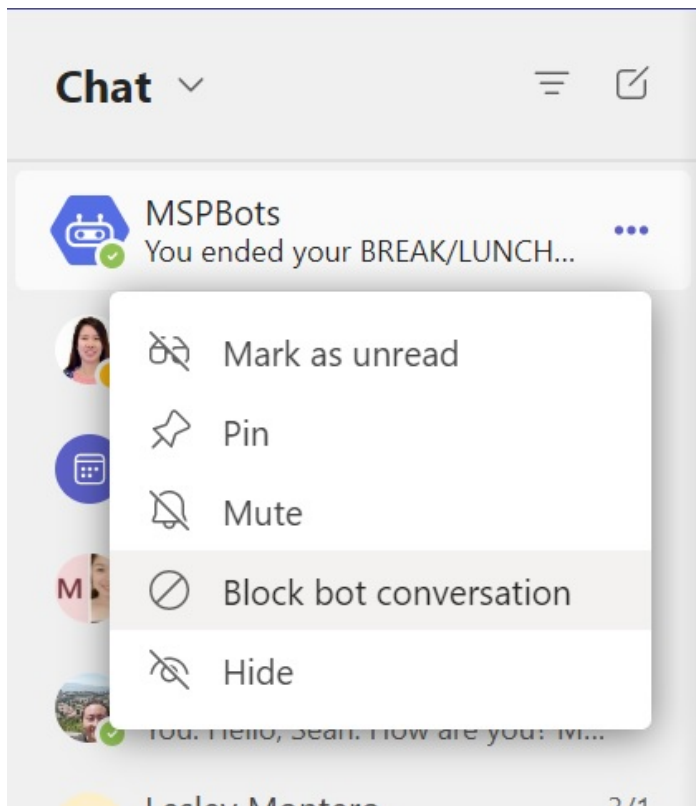 Chat
MSPBots
You ended your BREAK/LUNCH...
Mark as unread
Pin
Mute
M
Block bot conversation
Hide
You: Hello, Sean. How are you? M...
Lesley Montero
3/1